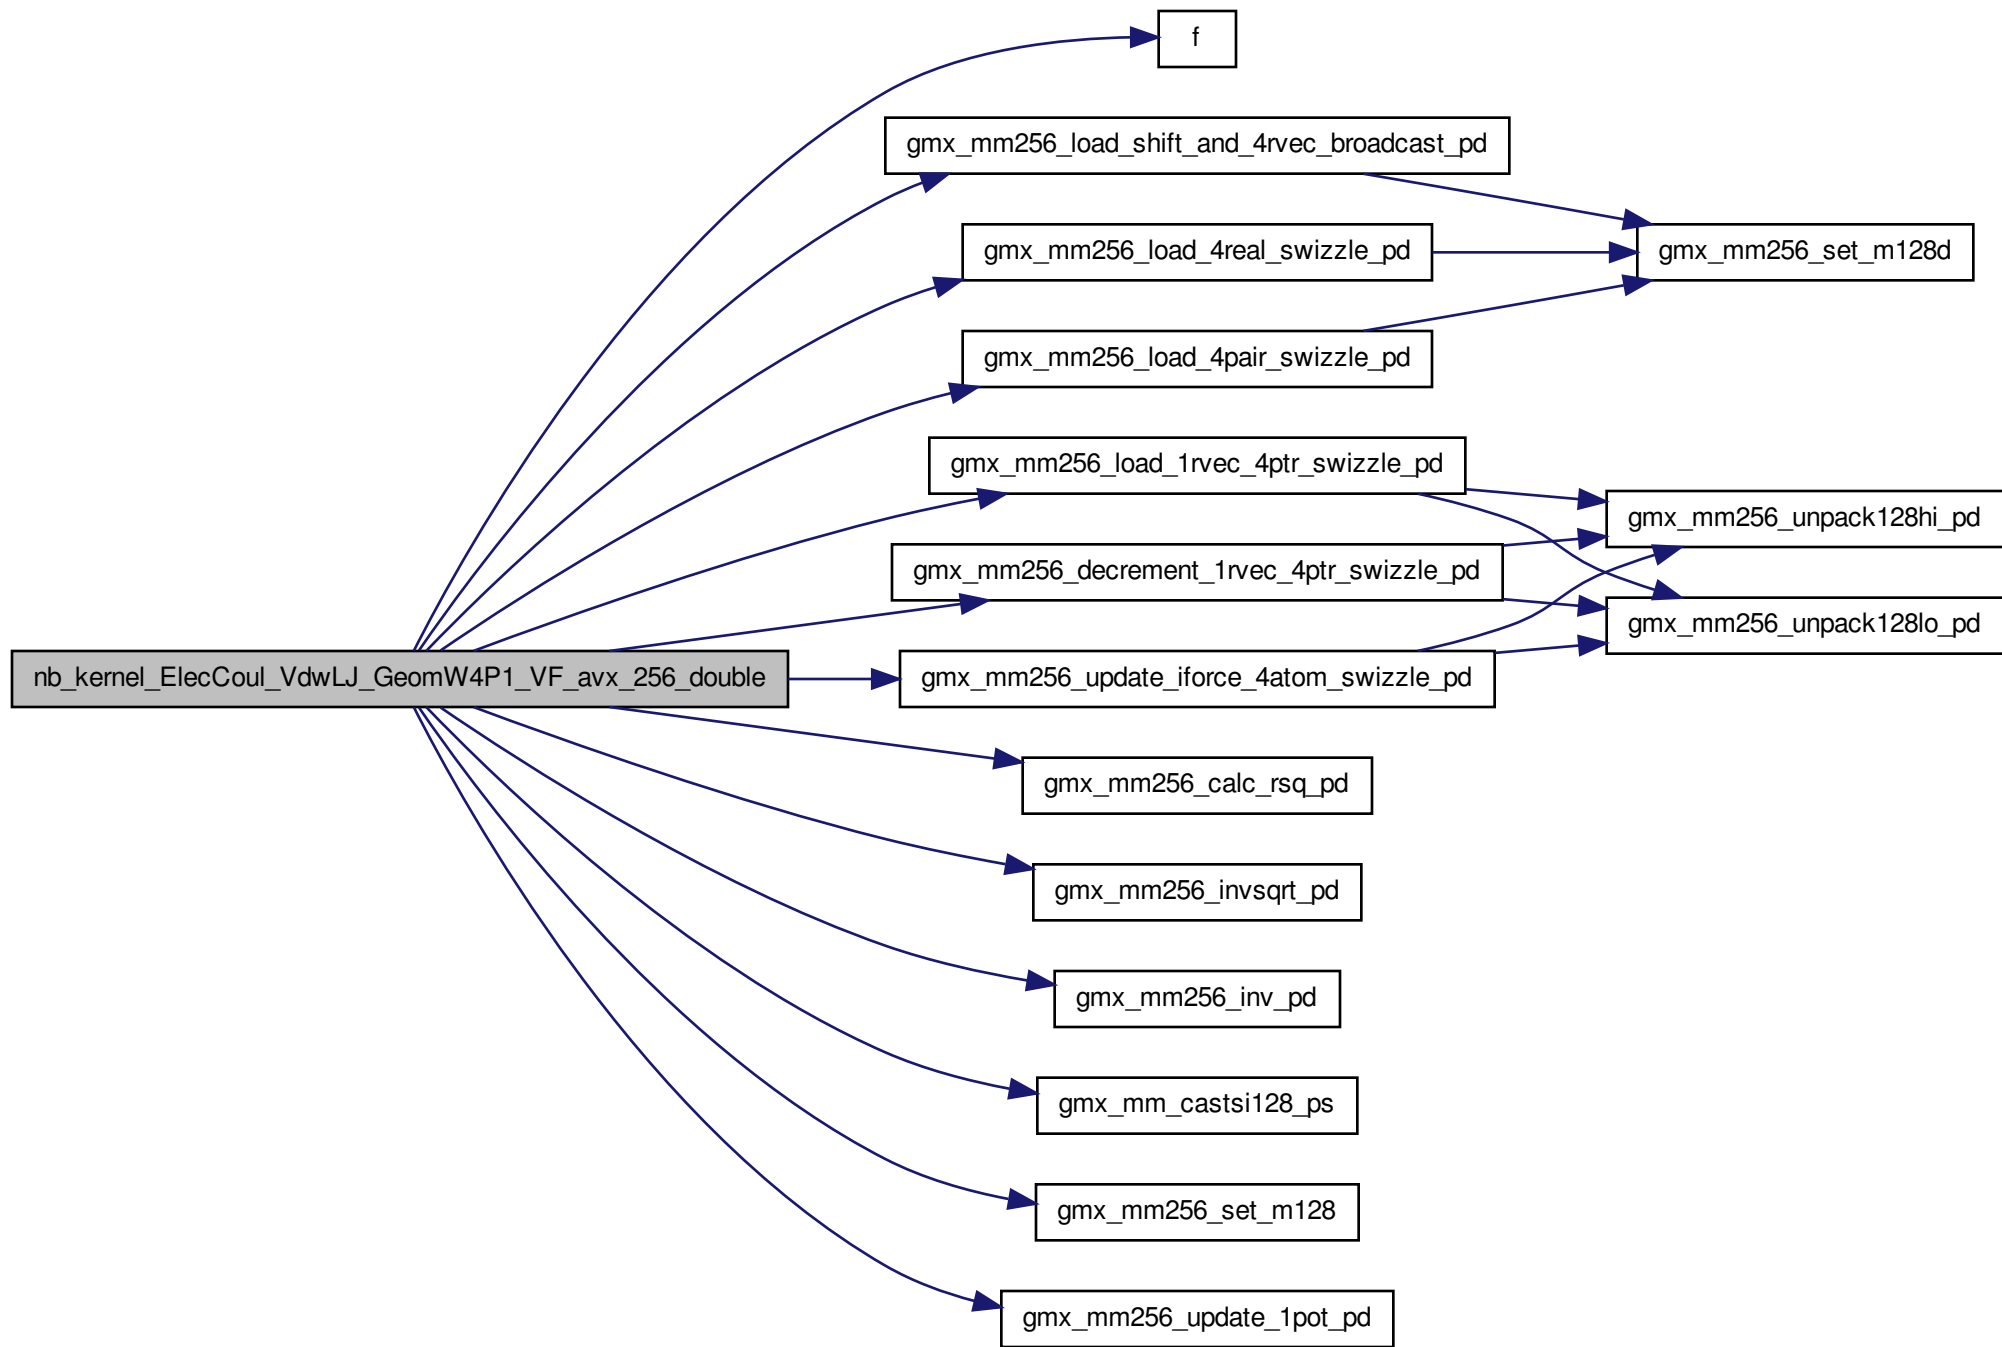 f
gmx_mm256_load_shift_and_4rvec_broadcast_pd
gmx_mm256_load_4real_swizzle_pd
gmx_mm256_set_m128d
gmx_mm256_load_4pair_swizzle_pd
gmx_mm256_load_1rvec_4ptr_swizzle_pd
gmx_mm256_unpack128hi_pd
gmx_mm256_decrement_1rvec_4ptr_swizzle_pd
gmx_mm256_unpack128lo_pd
nb_kernel_ElecCoul_VdwLJ_GeomW4P1_VF_avx_256_double
gmx_mm256_update_iforce_4atom_swizzle_pd
gmx_mm256_calc_rsq_pd
gmx_mm256_invsqrt_pd
gmx_mm256_inv_pd
gmx_mm_castsi128_ps
gmx_mm256_set_m128
gmx_mm256_update_1pot_pd